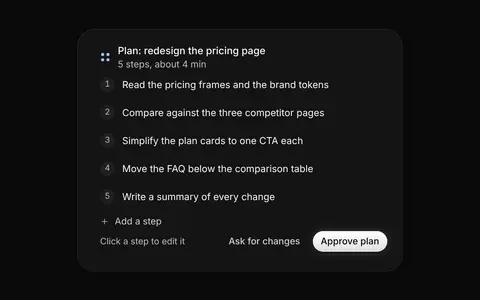 Plan: redesign the pricing page
5 steps, about 4 min
1 Read the pricing frames and the brand tokens
2 Compare against the three competitor pages
3 Simplify the plan cards to one CTA each
4 Move the FAQ below the comparison table
5 Write a summary of every change
+ Add a step
Click a step to edit it Ask for changes Approve plan